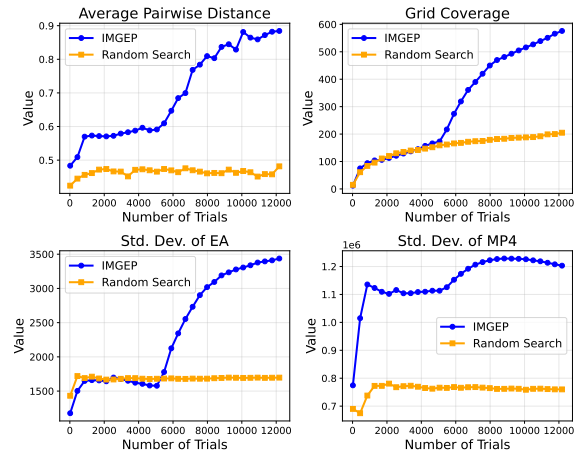 Average Pairwise Distance
Value
0.9
0.8
0.7
0.6
0.5
IMGEP
Random Search
0 2000 4000 6000 8000 10000 12000
Number of Trials
Grid Coverage
Value
600
500
400
300
200
100
0
IMGEP
Random Search
0 2000 4000 6000 8000 10000 12000
Number of Trials
Std. Dev. of EA
Value
3500
3000
2500
2000
1500
IMGEP
Random Search
0 2000 4000 6000 8000 10000 12000
Number of Trials
Std. Dev. of MP4
1e6
Value
1.2
1.1
1.0
0.9
0.8
0.7
IMGEP
Random Search
0 2000 4000 6000 8000 10000 12000
Number of Trials